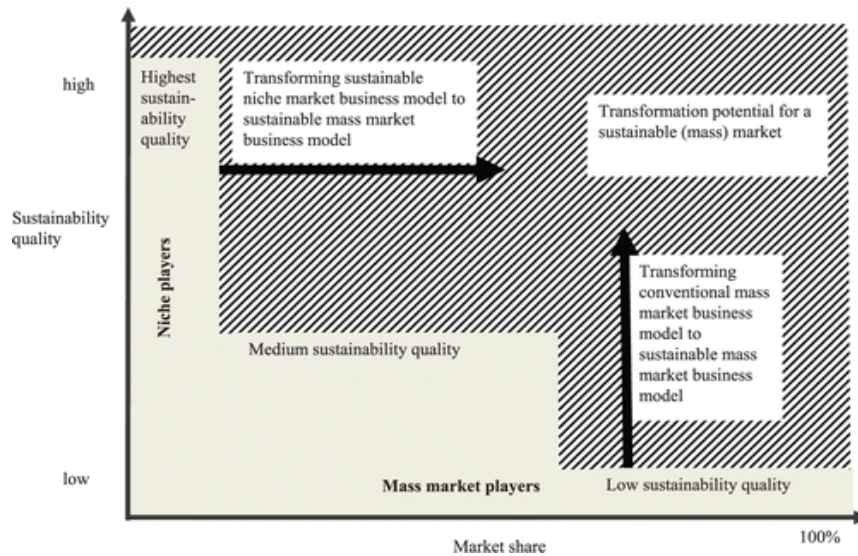 high
Highest
sustain-
ability
quality
Transforming sustainable
niche market business model to
sustainable mass market
business model
Transformation potential for a
sustainable (mass) market
Sustainability
quality
Niche players
Transforming
conventional mass
market business
model to
sustainable mass
market business
model
Medium sustainability quality
low
Mass market players
Low sustainability quality
Market share
100%